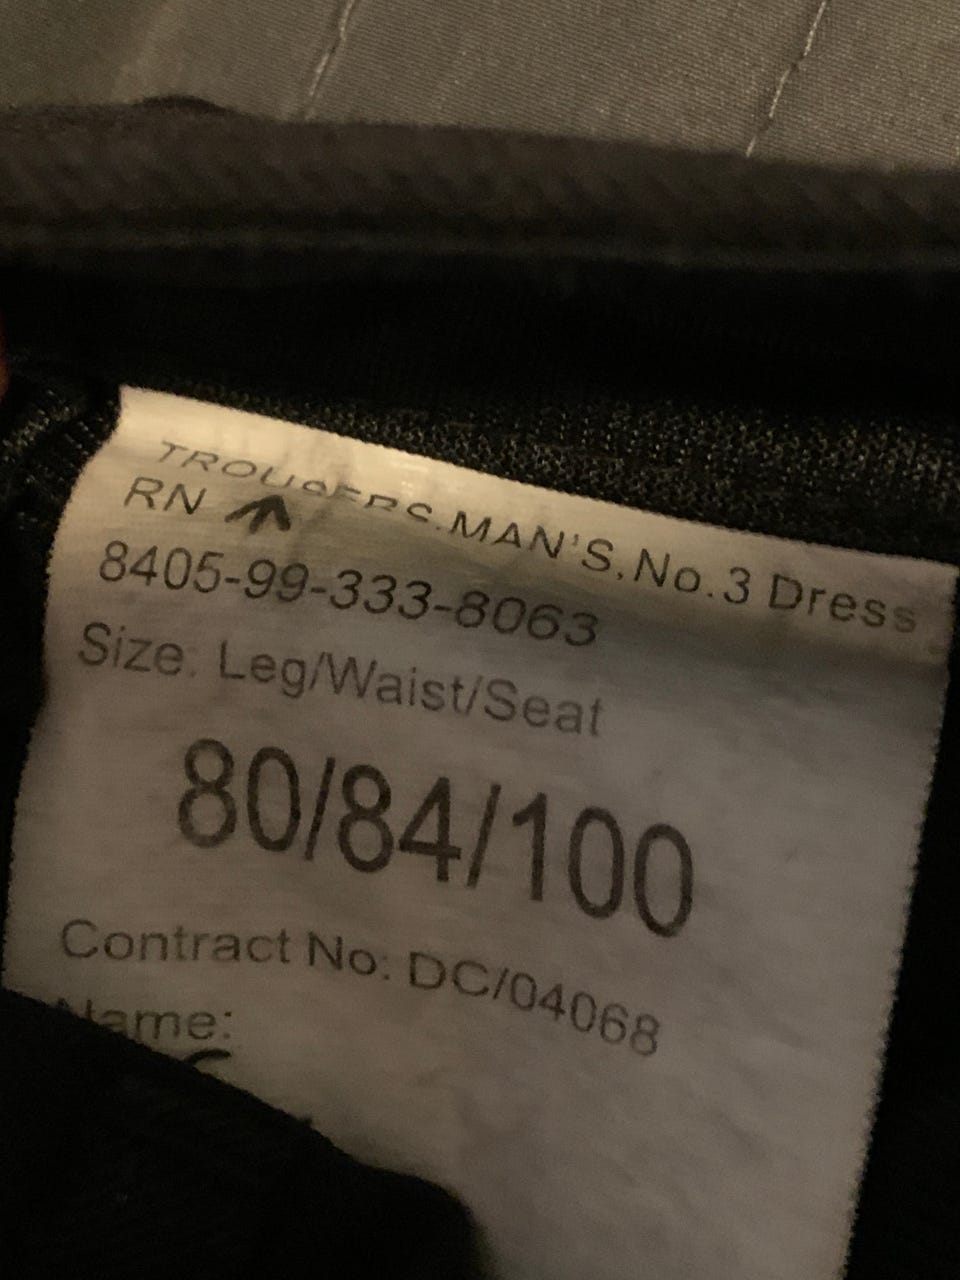 TROUSERS.MAN'S,No.3 Dress
RN
8405-99-333-8063
Size. Leg/Waist/Seat
80/84/100
Contract No: DC/04068
Name: